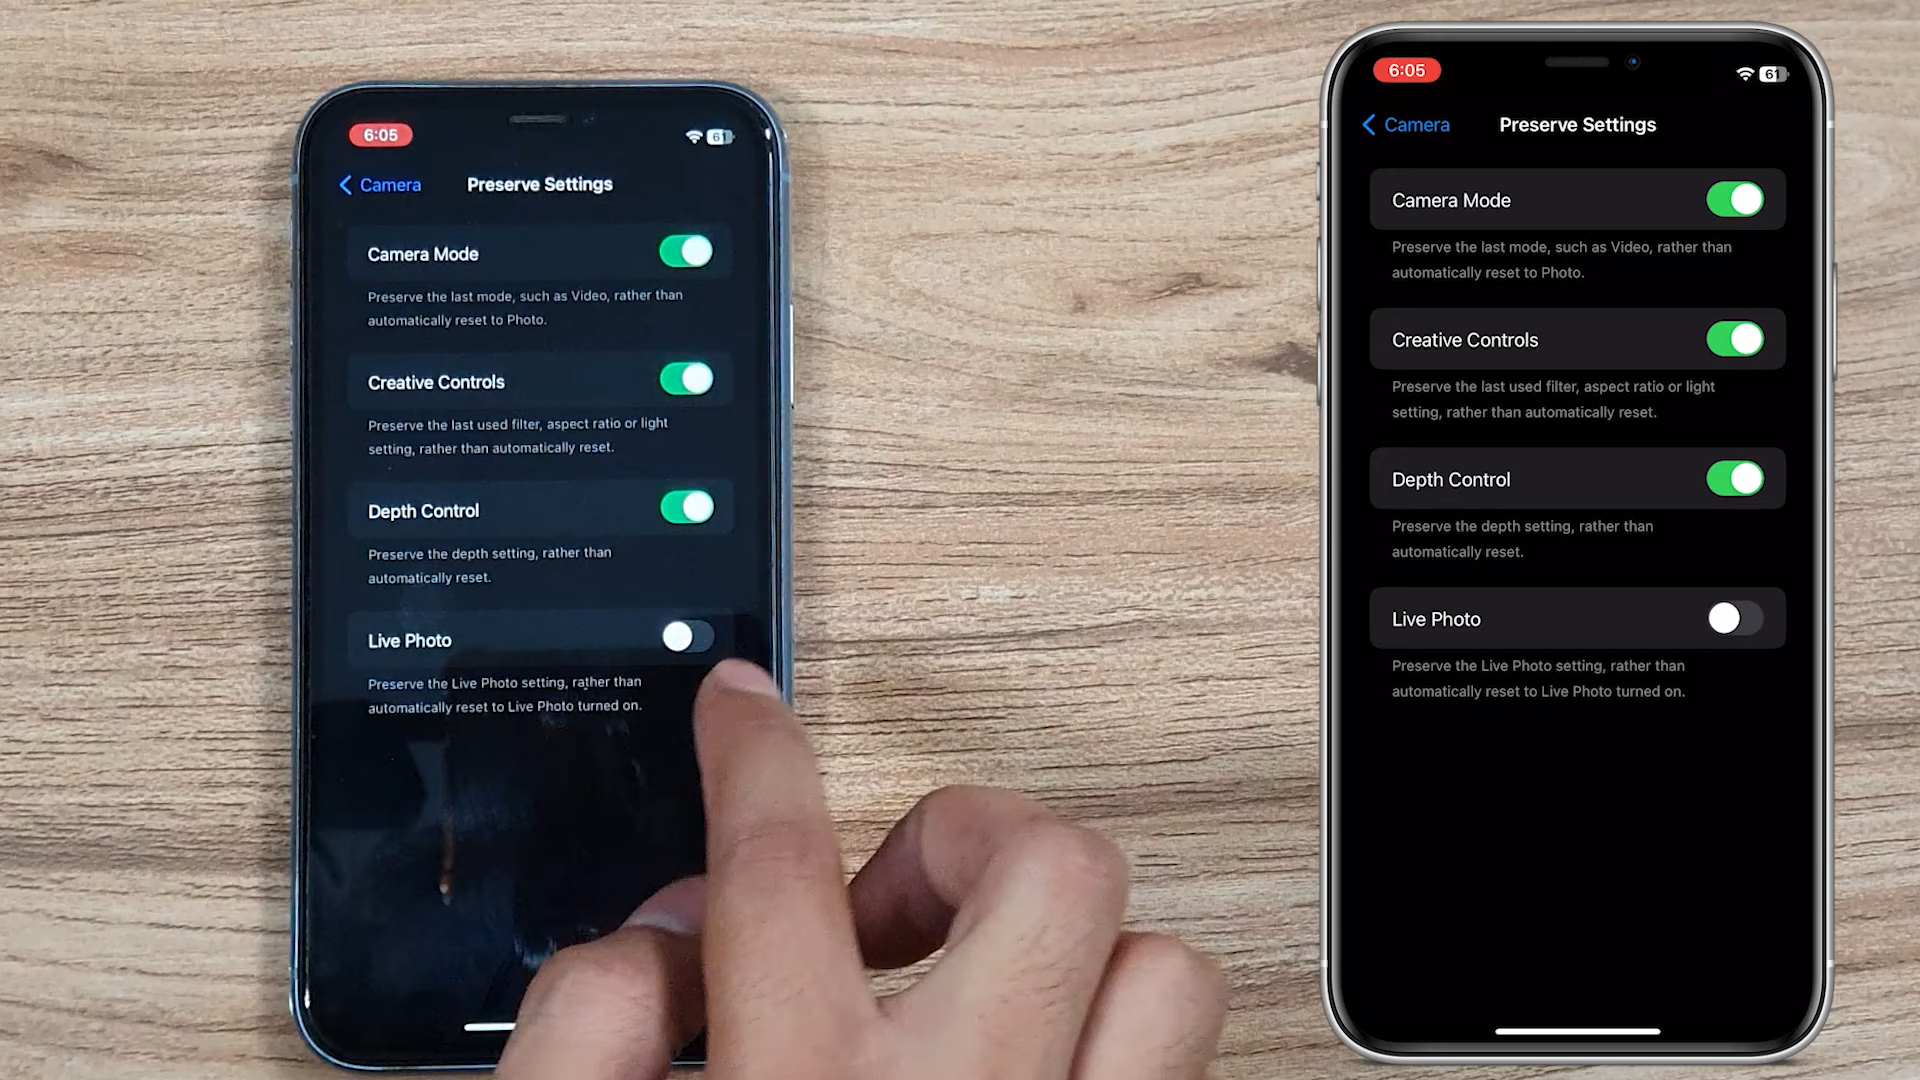 6:05
61
Camera
Preserve Settings
Camera Mode
Preserve the last mode, such as Video, rather than
automatically reset to Photo.
Creative Controls
Preserve the last used filter, aspect ratio or light
setting, rather than automatically reset.
Depth Control
Preserve the depth setting, rather than
automatically reset.
Live Photo
Preserve the Live Photo setting, rather than
automatically reset to Live Photo turned on.
6:05
61
Camera
Preserve Settings
Camera Mode
Preserve the last mode, such as Video, rather than
automatically reset to Photo.
Creative Controls
Preserve the last used filter, aspect ratio or light
setting, rather than automatically reset.
Depth Control
Preserve the depth setting, rather than
automatically reset.
Live Photo
Preserve the Live Photo setting, rather than
automatically reset to Live Photo turned on.